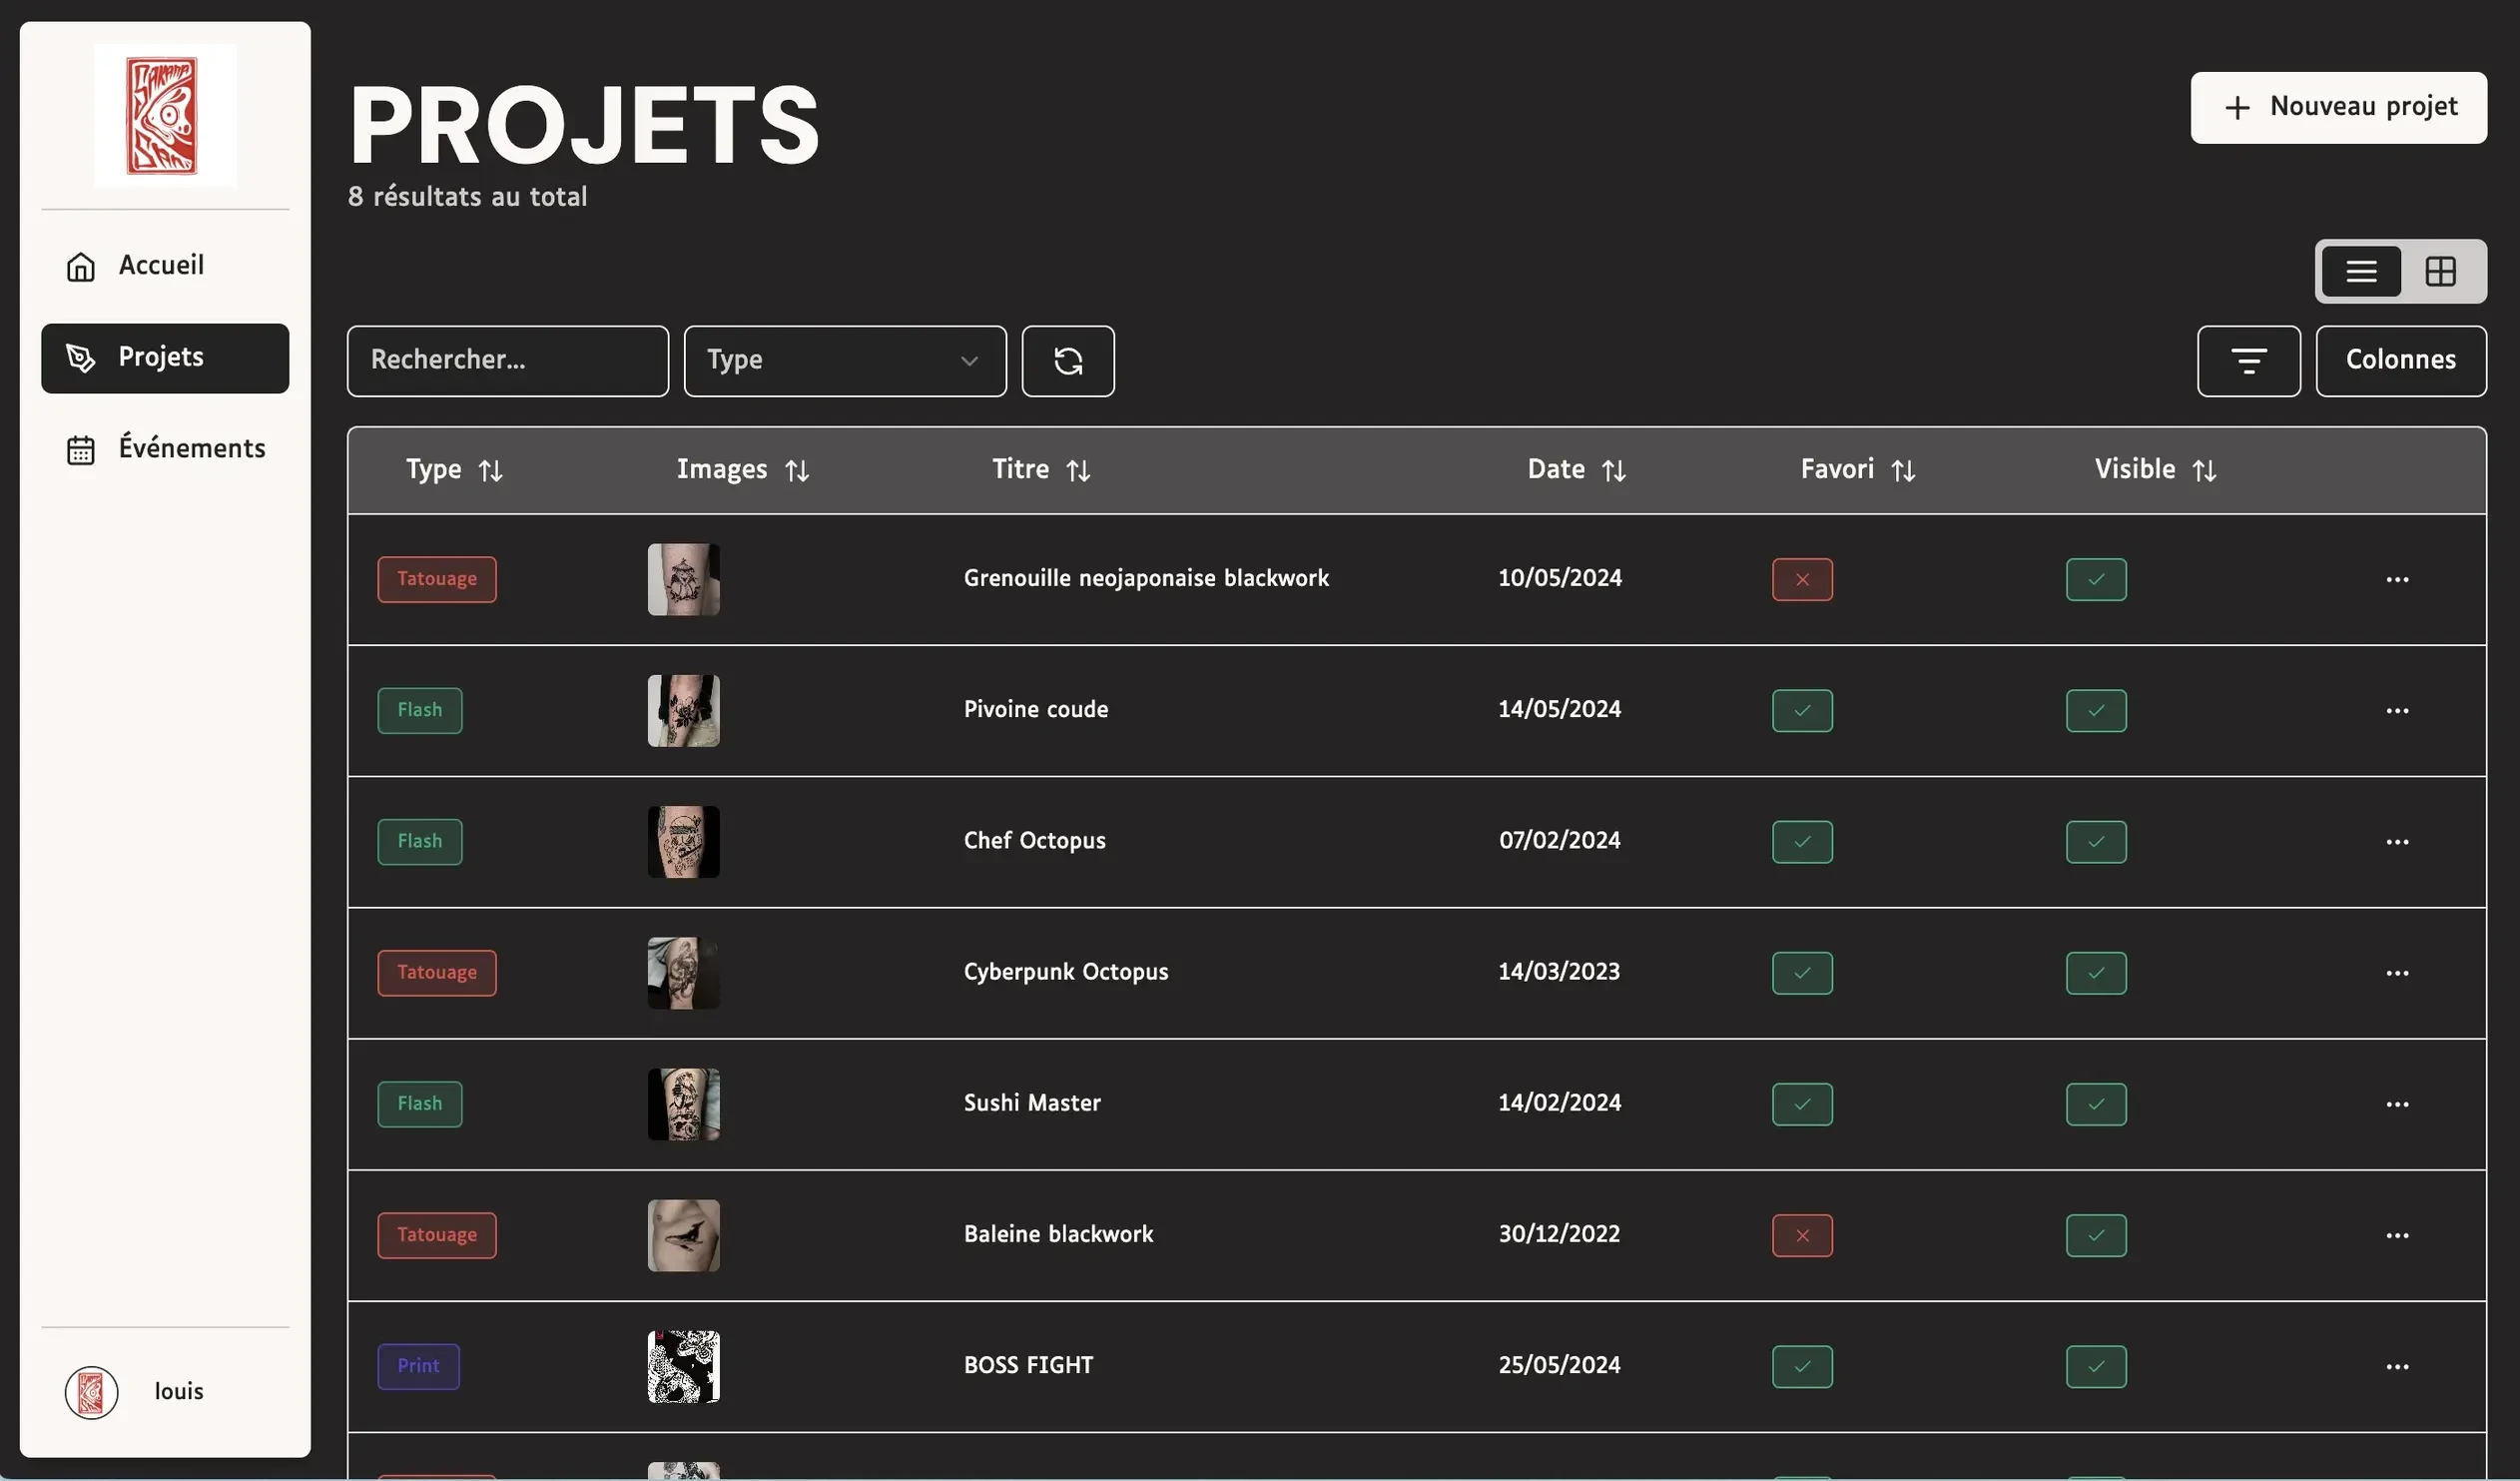 SAKANA
SAN
Accueil
Projets
Événements
louis
PROJETS
8 résultats au total
+ Nouveau projet
Rechercher...
Type
Colonnes
Type Images Titre Date Favori Visible
Tatouage Grenouille neojaponaise blackwork 10/05/2024
Flash Pivoine coude 14/05/2024
Flash Chef Octopus 07/02/2024
Tatouage Cyberpunk Octopus 14/03/2023
Flash Sushi Master 14/02/2024
Tatouage Baleine blackwork 30/12/2022
Print BOSS FIGHT 25/05/2024